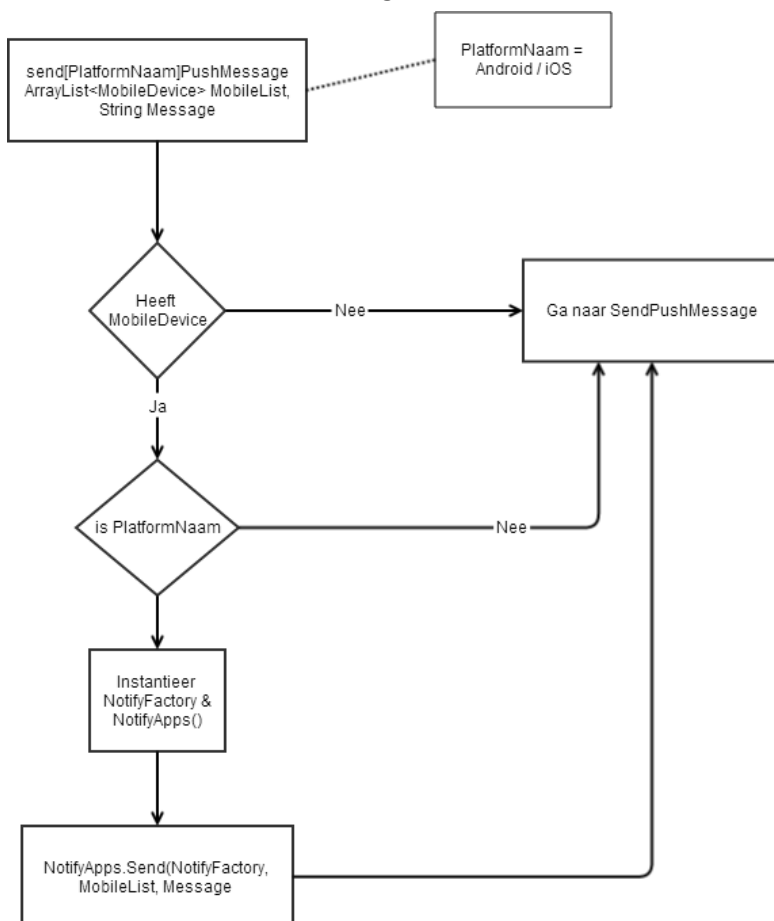 send[PlatformNaam]PushMessage
ArrayList<MobileDevice> MobileList,
String Message
PlatformNaam =
Android / iOS
Heeft
MobileDevice
Nee
Ga naar SendPushMessage
Ja
is PlatformNaam
Nee
Instantieer
NotifyFactory &
NotifyApps()
NotifyApps.Send(NotifyFactory,
MobileList, Message